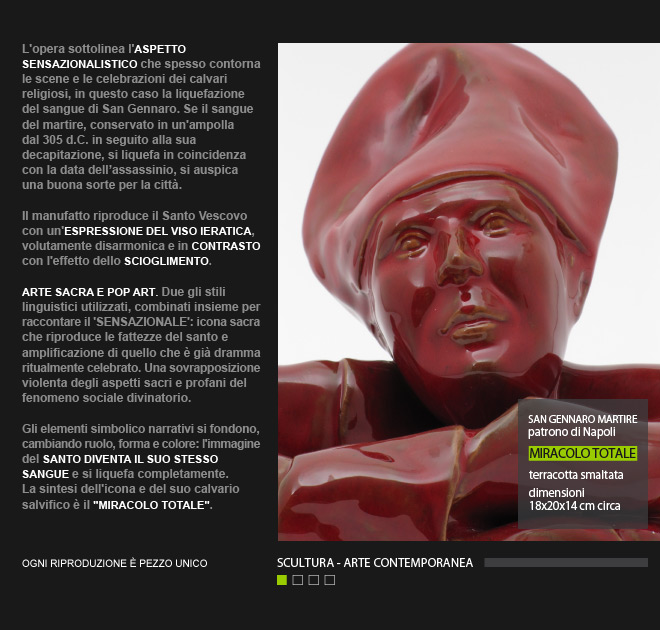 L'opera sottolinea l'ASPETTO
SENSAZIONALISTICO che spesso contorna
le scene e le celebrazioni dei calvari
religiosi, in questo caso la liquefazione
del sangue di San Gennaro. Se il sangue
del martire, conservato in un'ampolla
dal 305 d.C. in seguito alla sua
decapitazione, si liquefa in coincidenza
con la data dell'assassinio, si auspica
una buona sorte per la città.
Il manufatto riproduce il Santo Vescovo
con un'ESPRESSIONE DEL VISO IERATICA,
volutamente disarmonica e in CONTRASTO
con l'effetto dello SCIOGLIMENTO.
ARTE SACRA E POP ART. Due gli stili
linguistici utilizzati, combinati insieme per
raccontare il 'SENSAZIONALE': icona sacra
che riproduce le fattezze del santo e
amplificazione di quello che è già dramma
ritualmente celebrato. Una sovrapposizione
violenta degli aspetti sacri e profani del
fenomeno sociale divinatorio.
Gli elementi simbolico narrativi si fondono,
cambiando ruolo, forma e colore: l'immagine
del SANTO DIVENTA IL SUO STESSO
SANGUE e si liquefa completamente.
La sintesi dell'icona e del suo calvario
salvifico è il "MIRACOLO TOTALE".
OGNI RIPRODUZIONE È PEZZO UNICO
SAN GENNARO MARTIRE
patrono di Napoli
MIRACOLO TOTALE
terracotta smaltata
dimensioni
18x20x14 cm circa
SCULTURA - ARTE CONTEMPORANEA